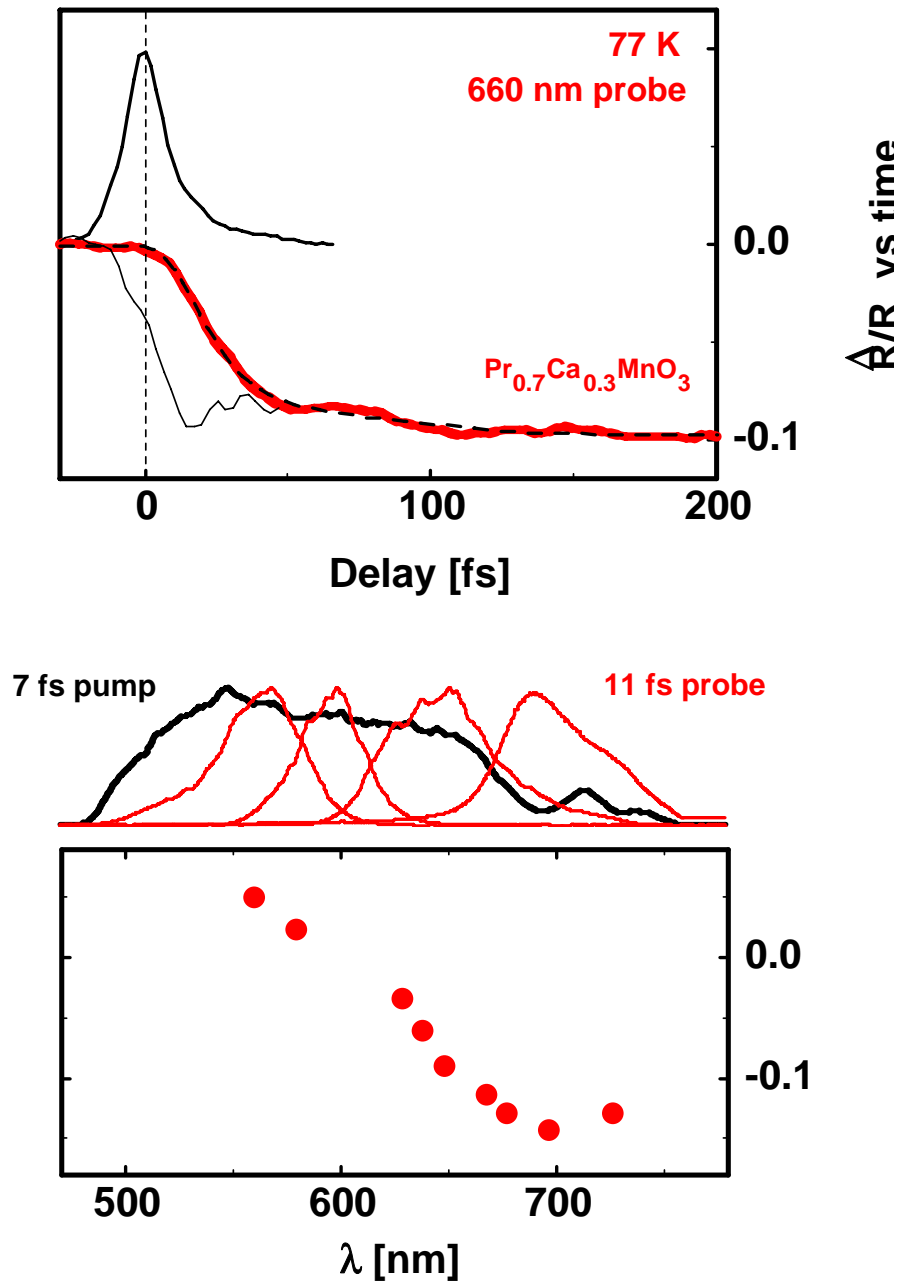 77 K
660 nm probe
0.0
ΔR/R vs time
Pr0.7Ca0.3MnO3
-0.1
0 100 200
Delay [fs]
7 fs pump 11 fs probe
0.0
-0.1
500 600 700
λ [nm]